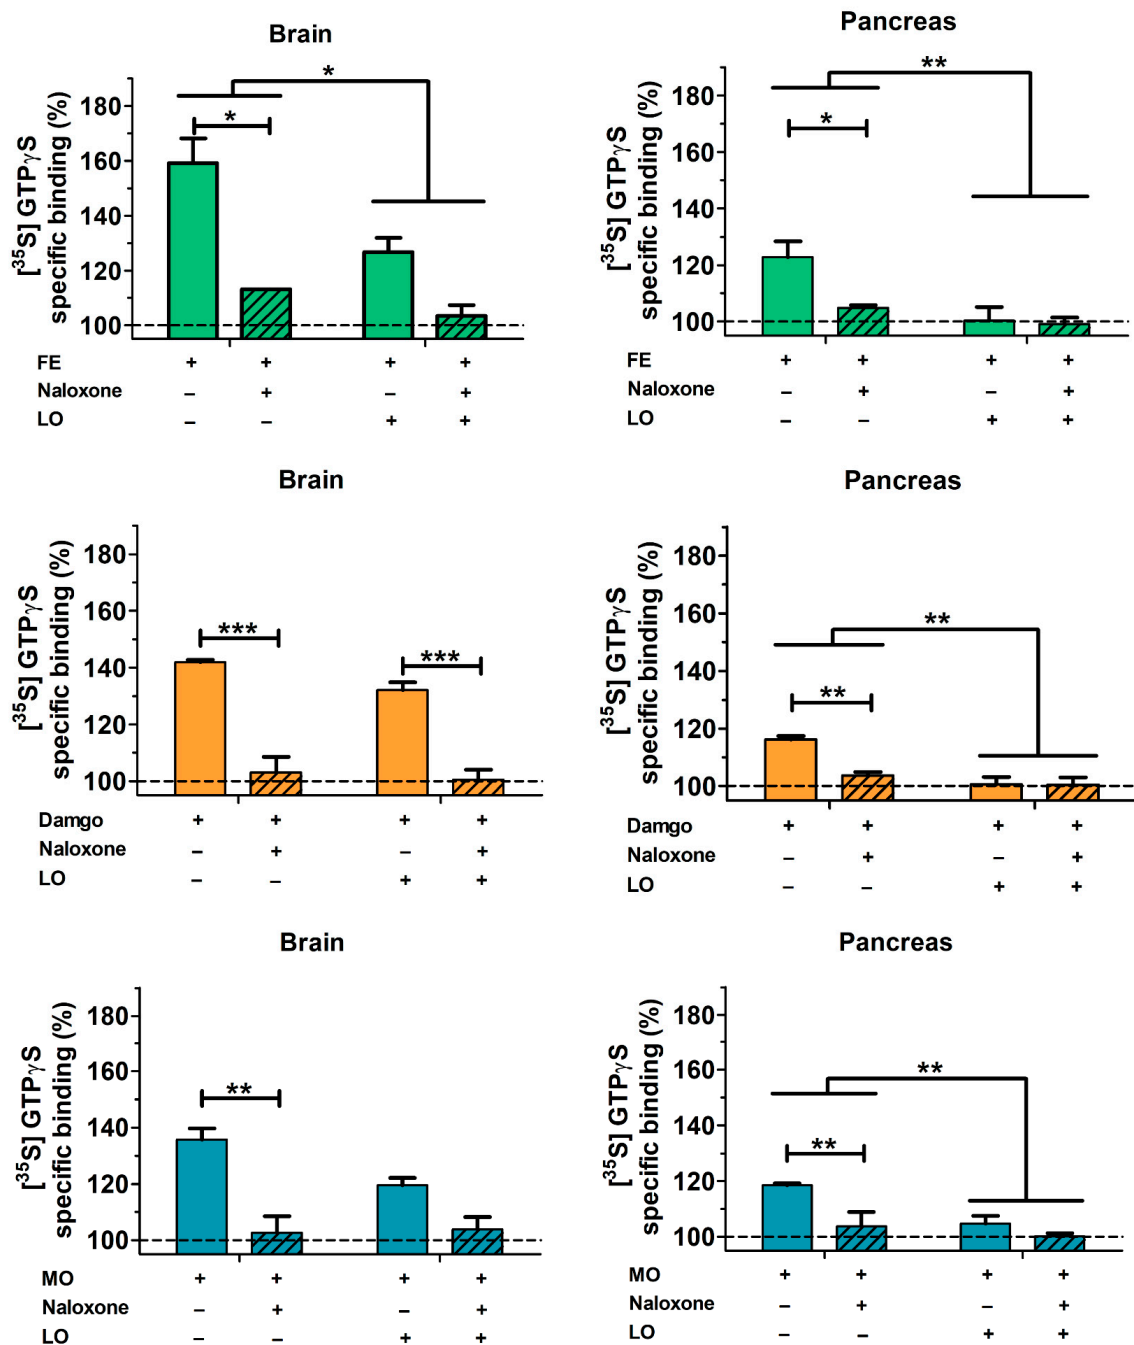 Brain
*
*
[³⁵S] GTPγS
specific binding (%)
180
160
140
120
100
FE + + + +
Naloxone – + – +
LO – – + +
Pancreas
**
*
[³⁵S] GTPγS
specific binding (%)
180
160
140
120
100
FE + + + +
Naloxone – + – +
LO – – + +
Brain
***
***
[³⁵S] GTPγS
specific binding (%)
180
160
140
120
100
Damgo + + + +
Naloxone – + – +
LO – – + +
Pancreas
**
**
[³⁵S] GTPγS
specific binding (%)
180
160
140
120
100
Damgo + + + +
Naloxone – + – +
LO – – + +
Brain
**
[³⁵S] GTPγS
specific binding (%)
180
160
140
120
100
MO + + + +
Naloxone – + – +
LO – – + +
Pancreas
**
**
[³⁵S] GTPγS
specific binding (%)
180
160
140
120
100
MO + + + +
Naloxone – + – +
LO – – + +